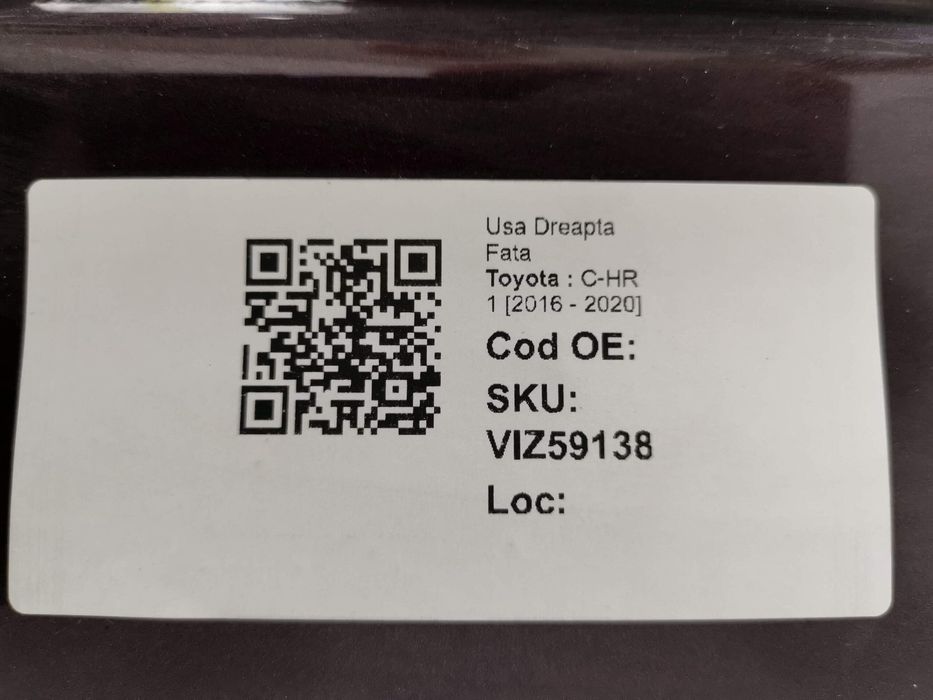 Usa Dreapta
Fata
Toyota : C-HR
1 [2016 - 2020]
Cod OE:
SKU:
VIZ59138
Loc: